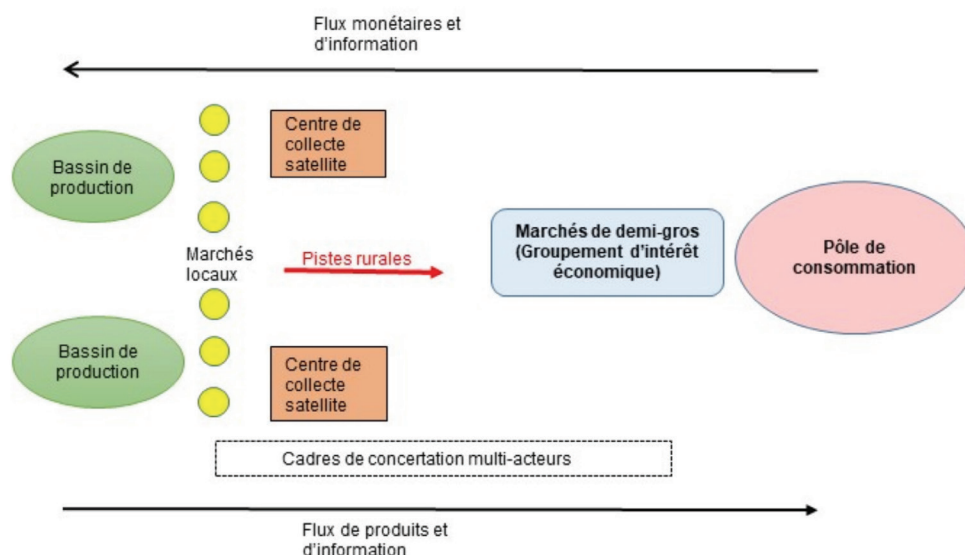 Flux monétaires et
d'information
Centre de
collecte
satellite
Bassin de
production
Marchés
locaux
Pistes rurales
Marchés de demi-gros
(Groupement d'intérêt
économique)
Pôle de
consommation
Bassin de
production
Centre de
collecte
satellite
Cadres de concertation multi-acteurs
Flux de produits et
d'information